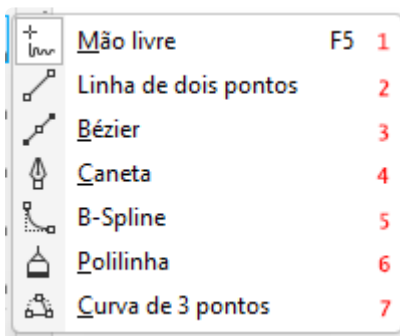 Mão livre F5 1
Linha de dois pontos 2
Bézier 3
Caneta 4
B-Spline 5
Polilinha 6
Curva de 3 pontos 7